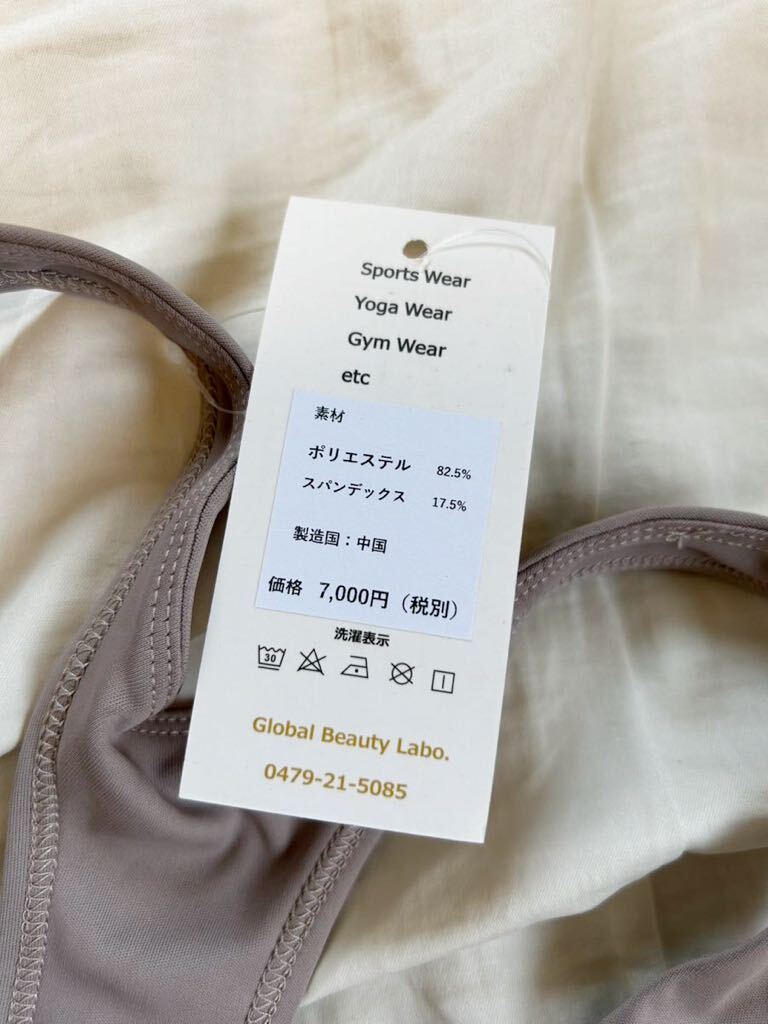 Sports Wear
Yoga Wear
Gym Wear
etc
素材
ポリエステル 82.5%
スパンデックス 17.5%
製造国：中国
価格 7,000円（税別）
洗濯表示
30
Global Beauty Labo.
0479-21-5085